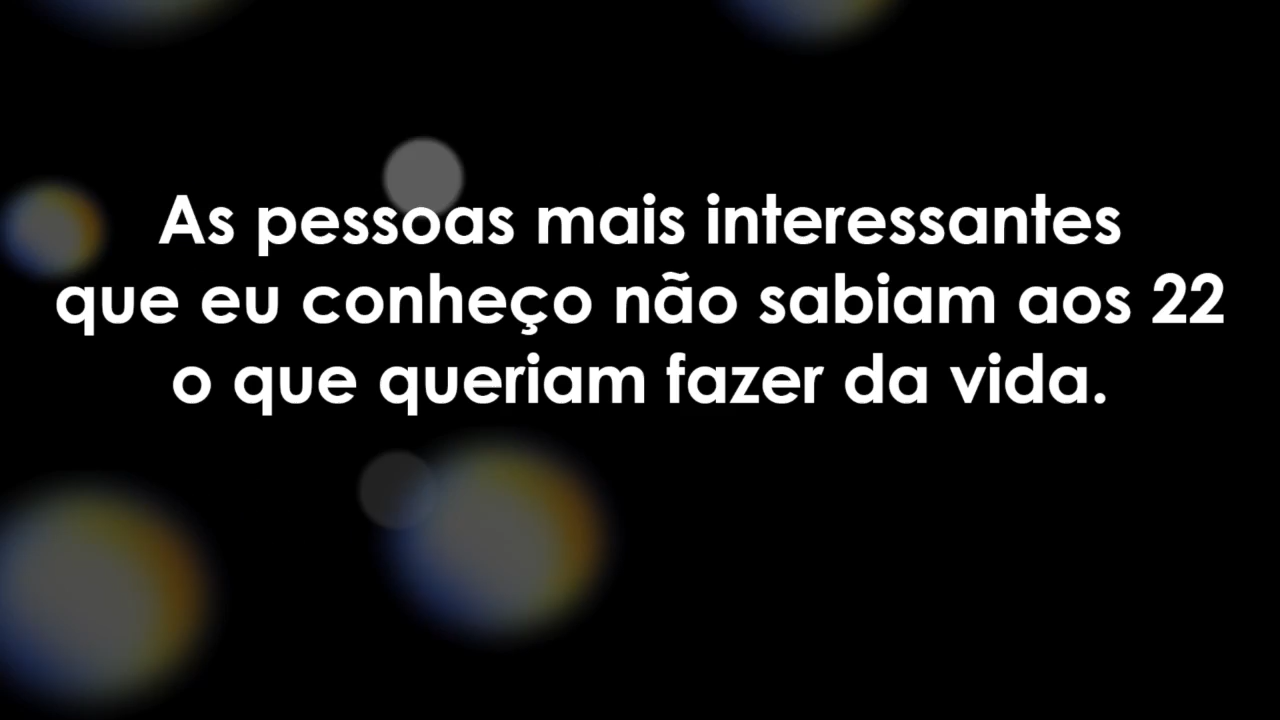 As pessoas mais interessantes
que eu conheço não sabiam aos 22
o que queriam fazer da vida.